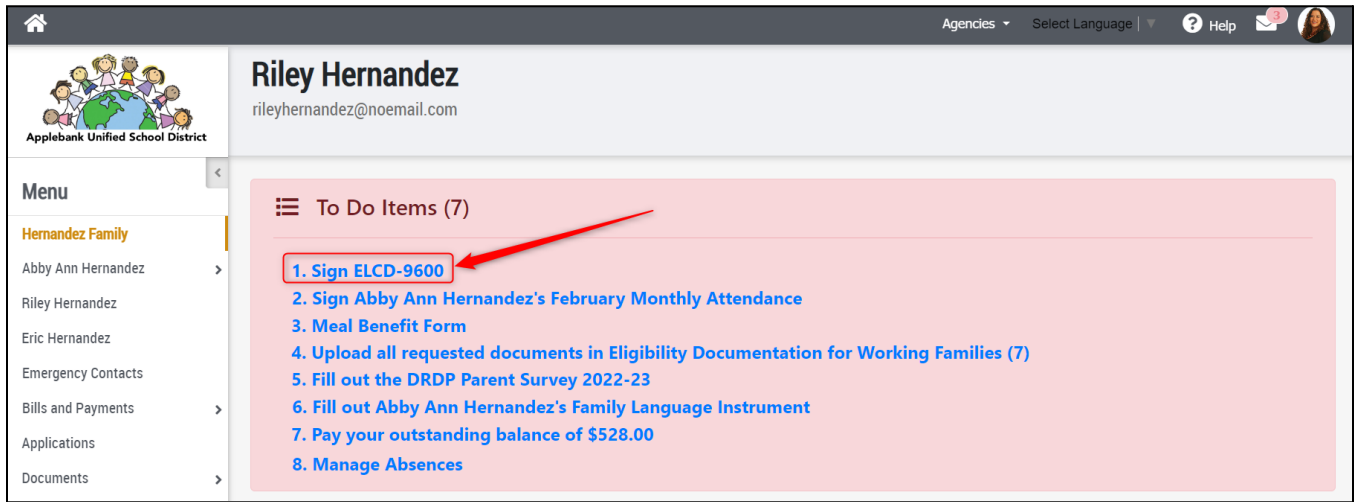 Agencies
Select Language
Help
3
Applebank Unified School District
Riley Hernandez
rileyhernandez@noemail.com
Menu
Hernandez Family
Abby Ann Hernandez
Riley Hernandez
Eric Hernandez
Emergency Contacts
Bills and Payments
Applications
Documents
To Do Items (7)
1. Sign ELCD-9600
2. Sign Abby Ann Hernandez's February Monthly Attendance
3. Meal Benefit Form
4. Upload all requested documents in Eligibility Documentation for Working Families (7)
5. Fill out the DRDP Parent Survey 2022-23
6. Fill out Abby Ann Hernandez's Family Language Instrument
7. Pay your outstanding balance of $528.00
8. Manage Absences